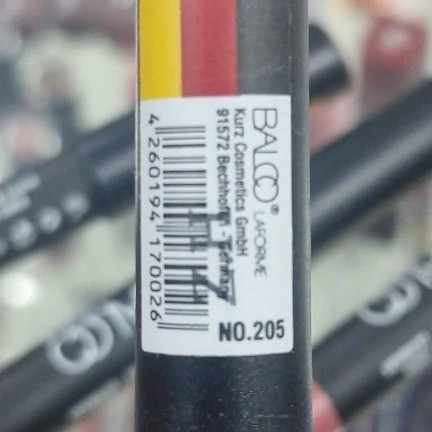 BALCO®
LAFORME
Kurz Cosmetics GmbH
91572 Bechhofen - Germany
4 260194 170026
NO.205